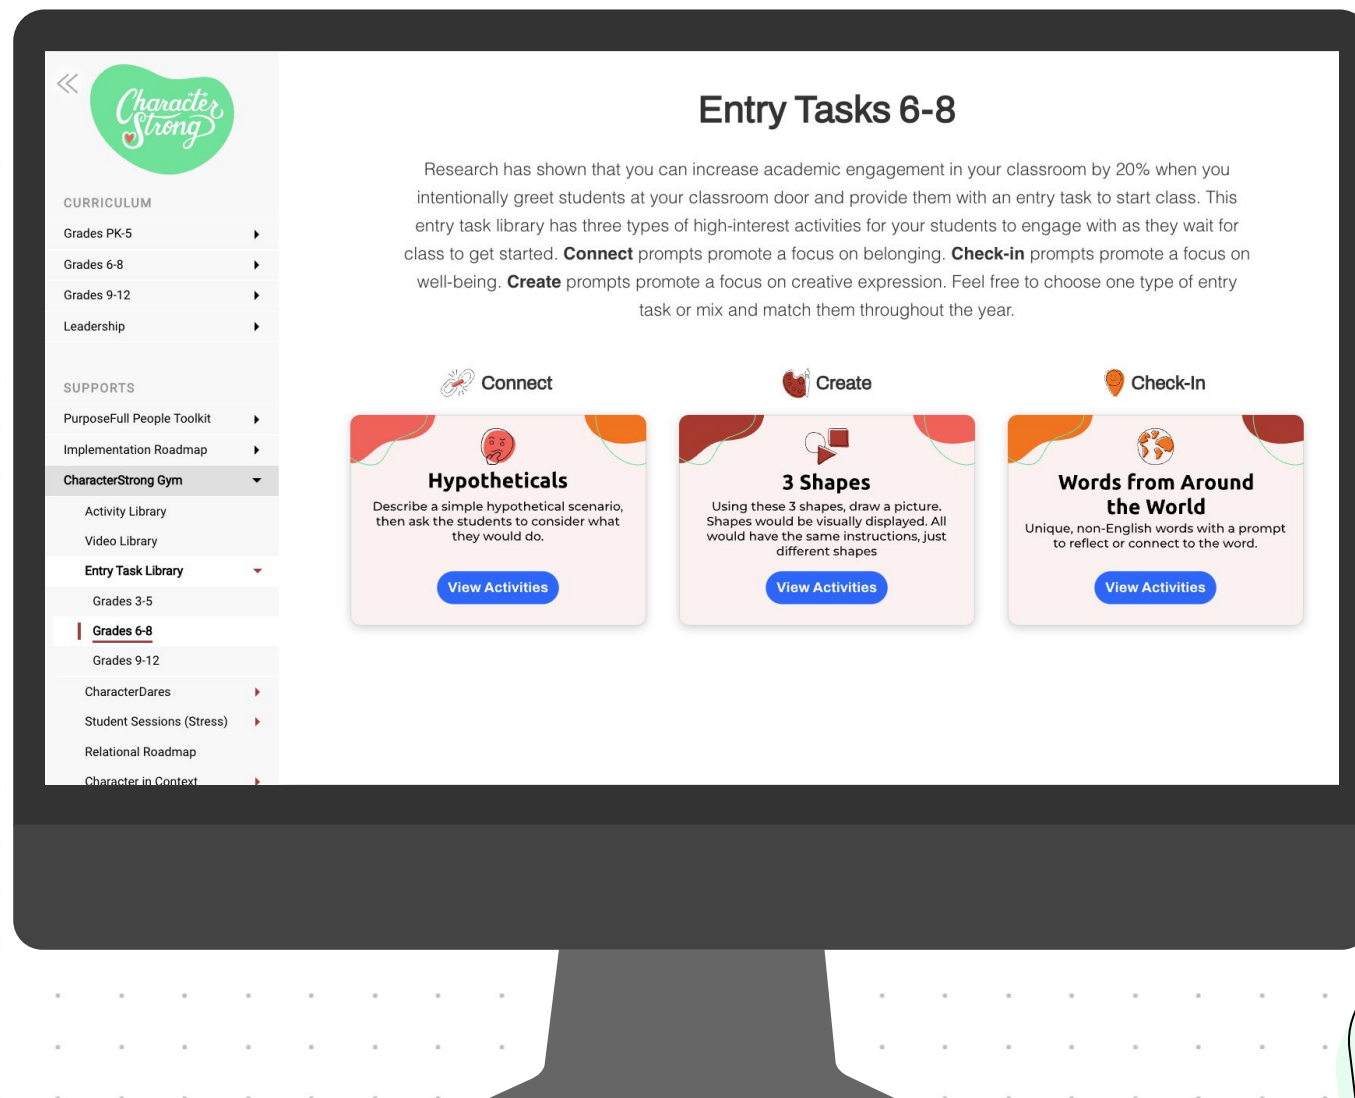 Character
Strong
CURRICULUM
Grades PK-5
Grades 6-8
Grades 9-12
Leadership
SUPPORTS
PurposeFull People Toolkit
Implementation Roadmap
CharacterStrong Gym
Activity Library
Video Library
Entry Task Library
Grades 3-5
Grades 6-8
Grades 9-12
CharacterDares
Student Sessions (Stress)
Relational Roadmap
Character in Context
Entry Tasks 6-8
Research has shown that you can increase academic engagement in your classroom by 20% when you
intentionally greet students at your classroom door and provide them with an entry task to start class. This
entry task library has three types of high-interest activities for your students to engage with as they wait for
class to get started. Connect prompts promote a focus on belonging. Check-in prompts promote a focus on
well-being. Create prompts promote a focus on creative expression. Feel free to choose one type of entry
task or mix and match them throughout the year.
Connect
Hypotheticals
Describe a simple hypothetical scenario,
then ask the students to consider what
they would do.
View Activities
Create
3 Shapes
Using these 3 shapes, draw a picture.
Shapes would be visually displayed. All
would have the same instructions, just
different shapes
View Activities
Check-In
Words from Around
the World
Unique, non-English words with a prompt
to reflect or connect to the word.
View Activities